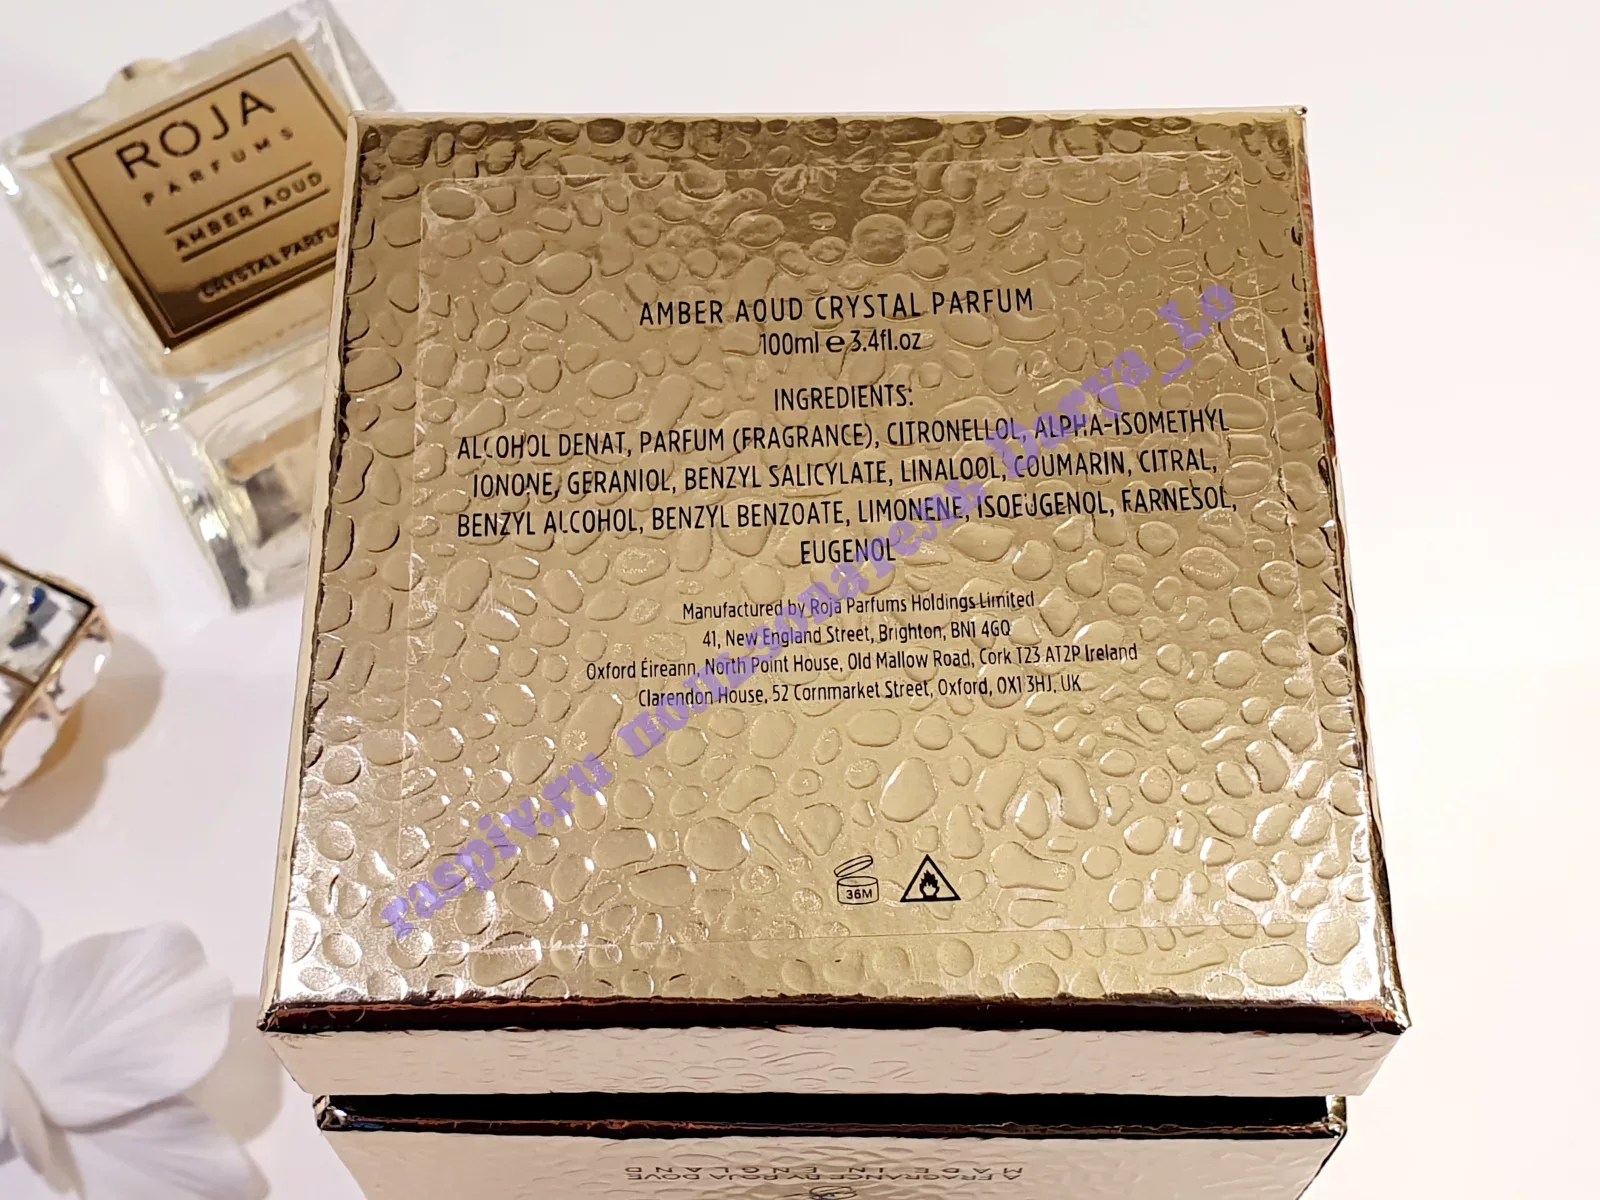 ROJA
PARFUMS
AMBER AOUD
CRYSTAL PARFU
AMBER AOUD CRYSTAL PARFUM
100ml e 3.4fl.oz
INGREDIENTS:
ALCOHOL DENAT, PARFUM (FRAGRANCE), CITRONELLOL, ALPHA-ISOMETHYL
IONONE, GERANIOL, BENZYL SALICYLATE, LINALOOL, COUMARIN, CITRAL,
BENZYL ALCOHOL, BENZYL BENZOATE, LIMONENE, ISOEUGENOL, FARNESOL,
EUGENOL
Manufactured by Roja Parfums Holdings Limited
41, New England Street, Brighton, BN1 4GQ
Oxford Éireann, North Point House, Old Mallow Road, Cork T23 AT2P Ireland
Clarendon House, 52 Cornmarket Street, Oxford, OX1 3HJ, UK
36M
raspiv.ru пользователь Darya_Lo
A FRAGRANCE BY ROJA DOVE
MADE IN ENGLAND